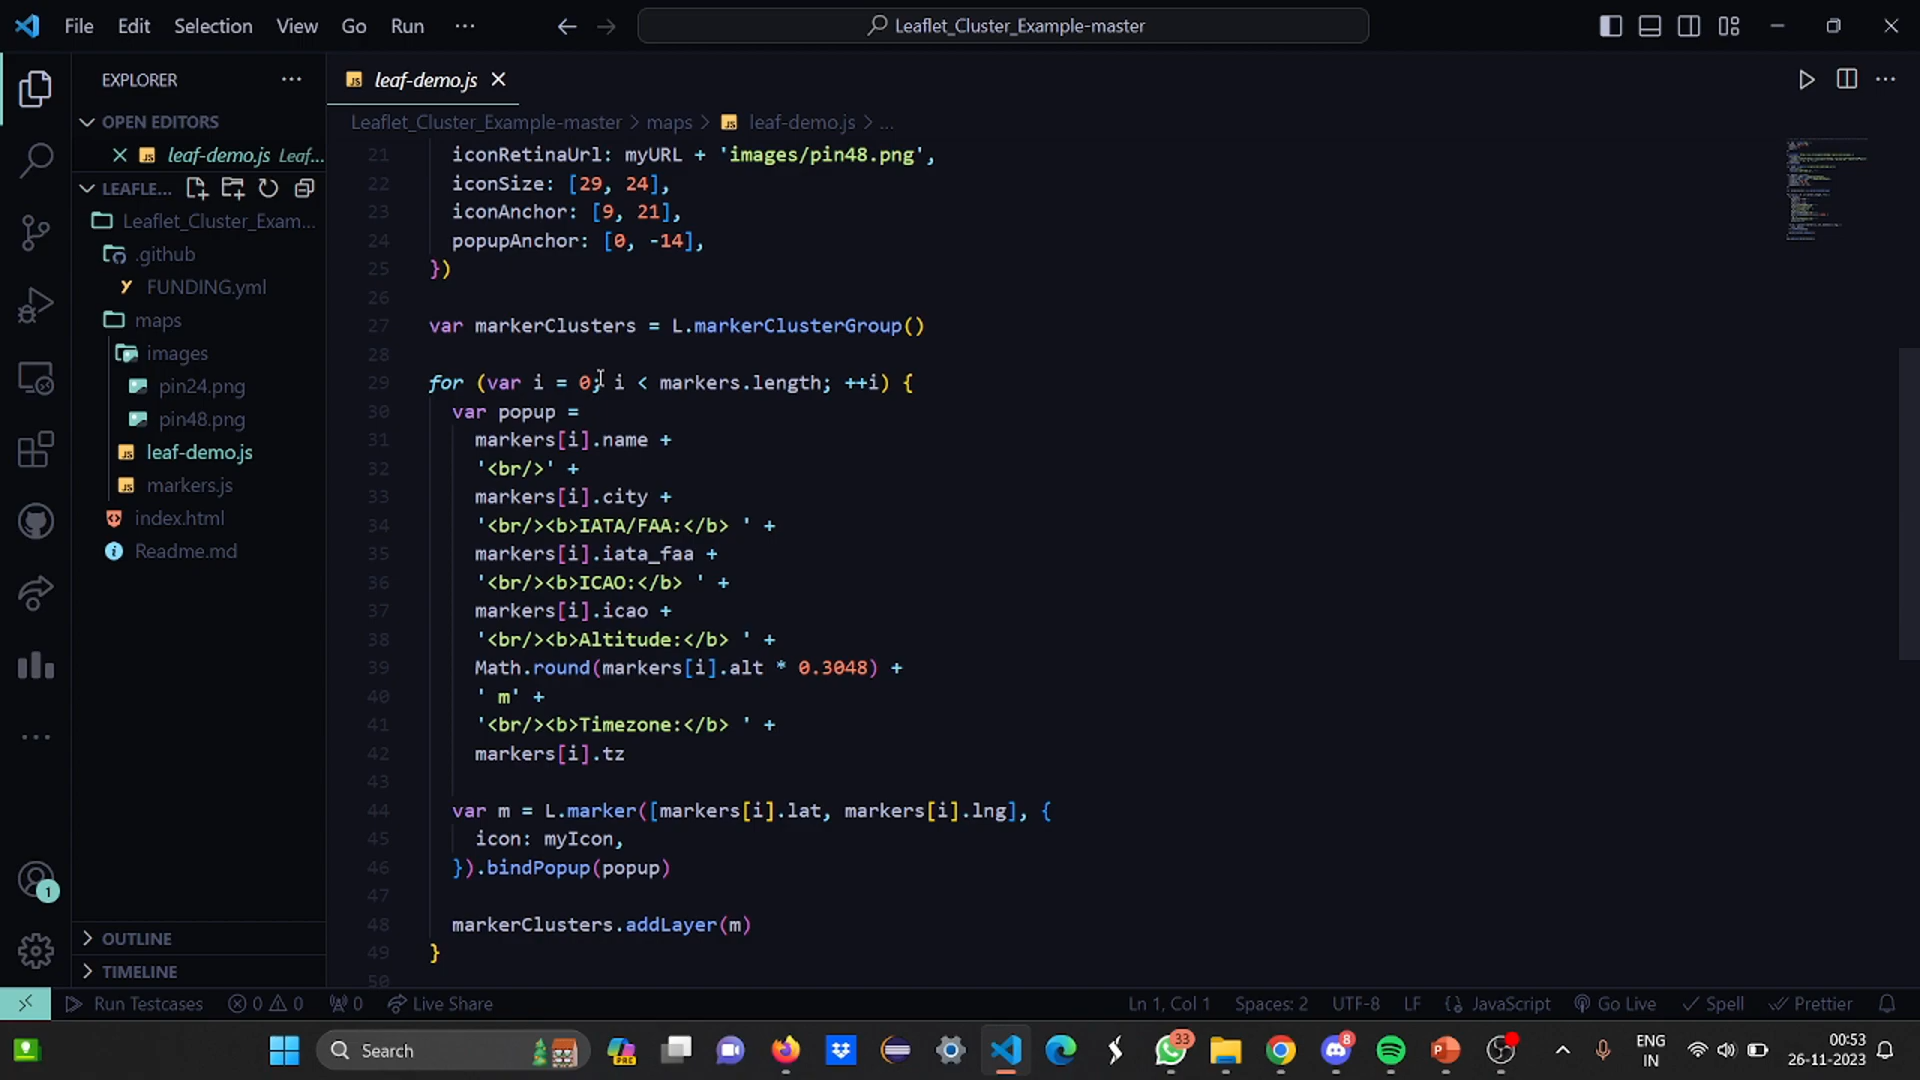 File Edit Selection View Go Run ···
Leaflet_Cluster_Example-master
EXPLORER
leaf-demo.js
OPEN EDITORS
leaf-demo.js Leaf...
LEAFLE...
Leaflet_Cluster_Exam...
.github
FUNDING.yml
maps
images
pin24.png
pin48.png
leaf-demo.js
markers.js
index.html
Readme.md
OUTLINE
TIMELINE
Leaflet_Cluster_Example-master > maps > leaf-demo.js > ...
21 iconRetinaUrl: myURL + 'images/pin48.png',
22 iconSize: [29, 24],
23 iconAnchor: [9, 21],
24 popupAnchor: [0, -14],
25 })
26
27 var markerClusters = L.markerClusterGroup()
28
29 for (var i = 0; i < markers.length; ++i) {
30 var popup =
31 markers[i].name +
32 '<br/>' +
33 markers[i].city +
34 '<br/><b>IATA/FAA:</b> ' +
35 markers[i].iata_faa +
36 '<br/><b>ICAO:</b> ' +
37 markers[i].icao +
38 '<br/><b>Altitude:</b> ' +
39 Math.round(markers[i].alt * 0.3048) +
40 ' m' +
41 '<br/><b>Timezone:</b> ' +
42 markers[i].tz
43
44 var m = L.marker([markers[i].lat, markers[i].lng], {
45 icon: myIcon,
46 }).bindPopup(popup)
47
48 markerClusters.addLayer(m)
49 }
50
1
Run Testcases 0 0 0 Live Share Ln 1, Col 1 Spaces: 2 UTF-8 LF JavaScript Go Live Spell Prettier
Search
PRE
33
8
ENG
IN
00:53
26-11-2023